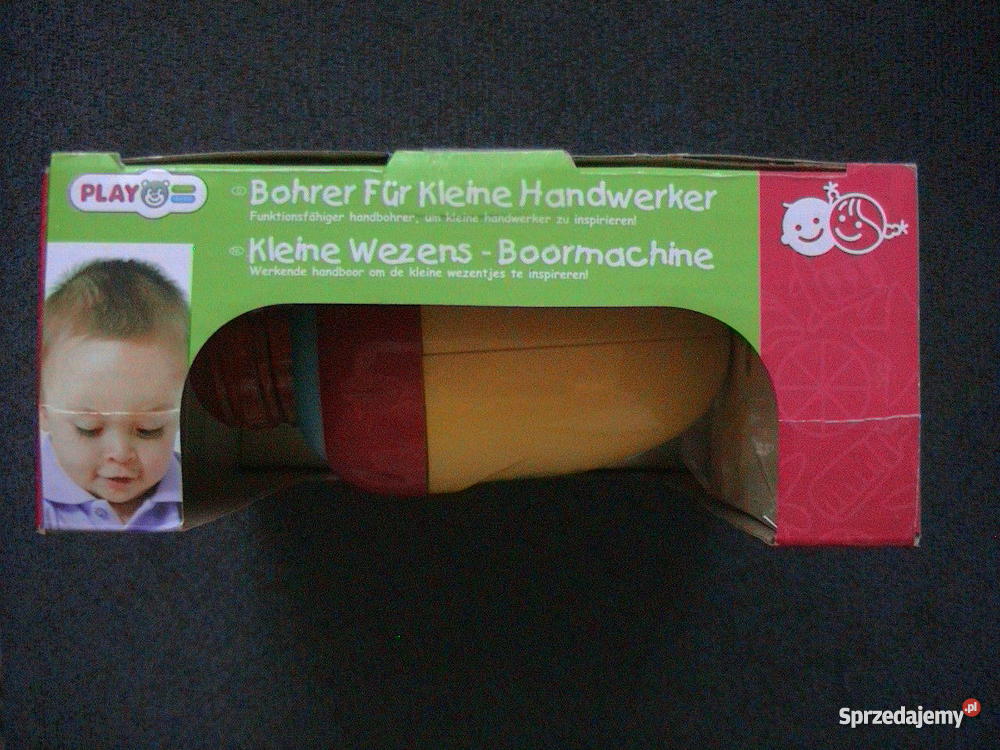 PLAY
Bohrer Für Kleine Handwerker
Funktionsfähiger handbohrer, um kleine handwerker zu inspirieren!
Kleine Wezens - Boormachine
Werkende handboor om de kleine wezentjes te inspireren!
Sprzedajemy.pl